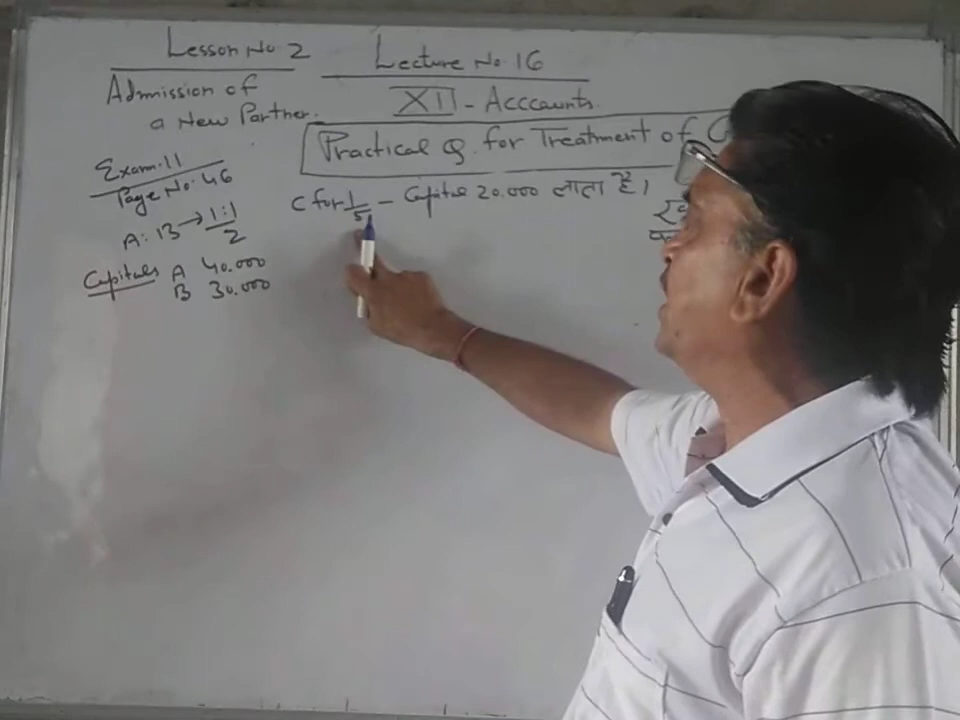 Lesson No. 2
Lecture No. 16
Admission of
a New Partner.
XII - Acccaunts.
Practical Q. for Treatment of
Exam. 11
Page No. 46
C for 1/5 - Capital 20.000 लाता है।
A : B → 1:1
2
Capitals A 40.000
B 30.000